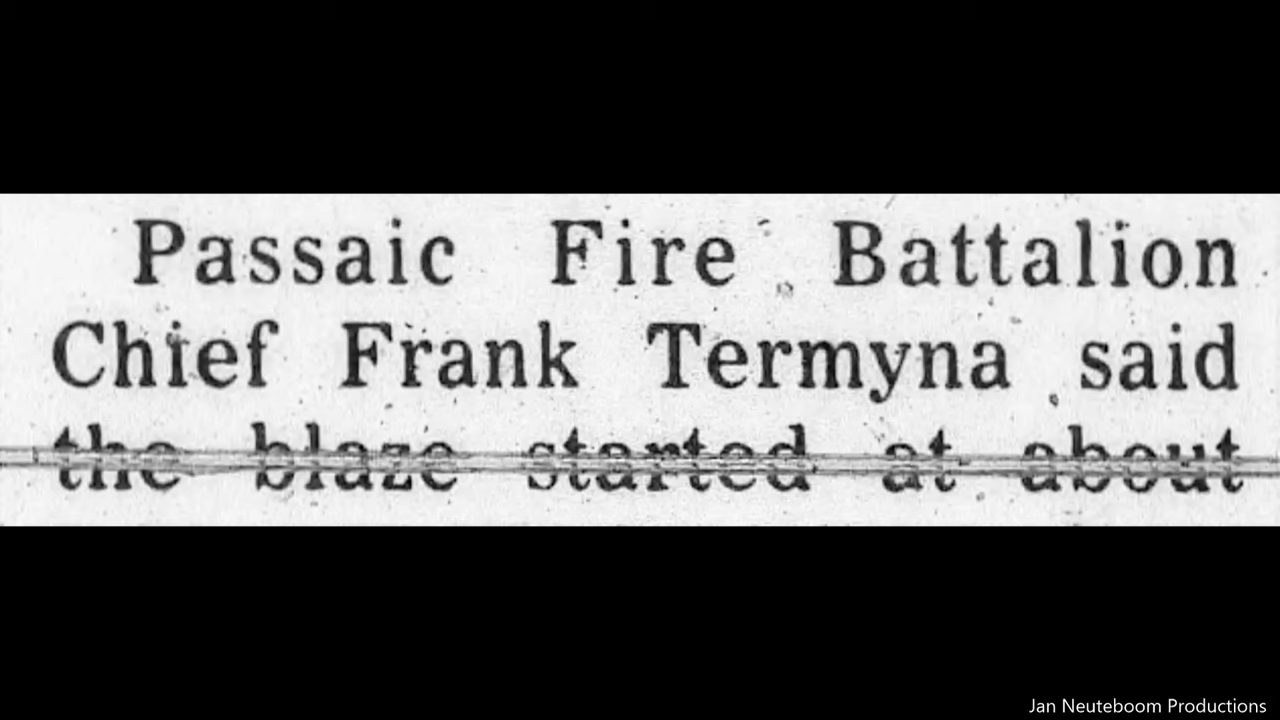 Passaic Fire Battalion
Chief Frank Termyna said
the blaze started at about
Jan Neuteboom Productions